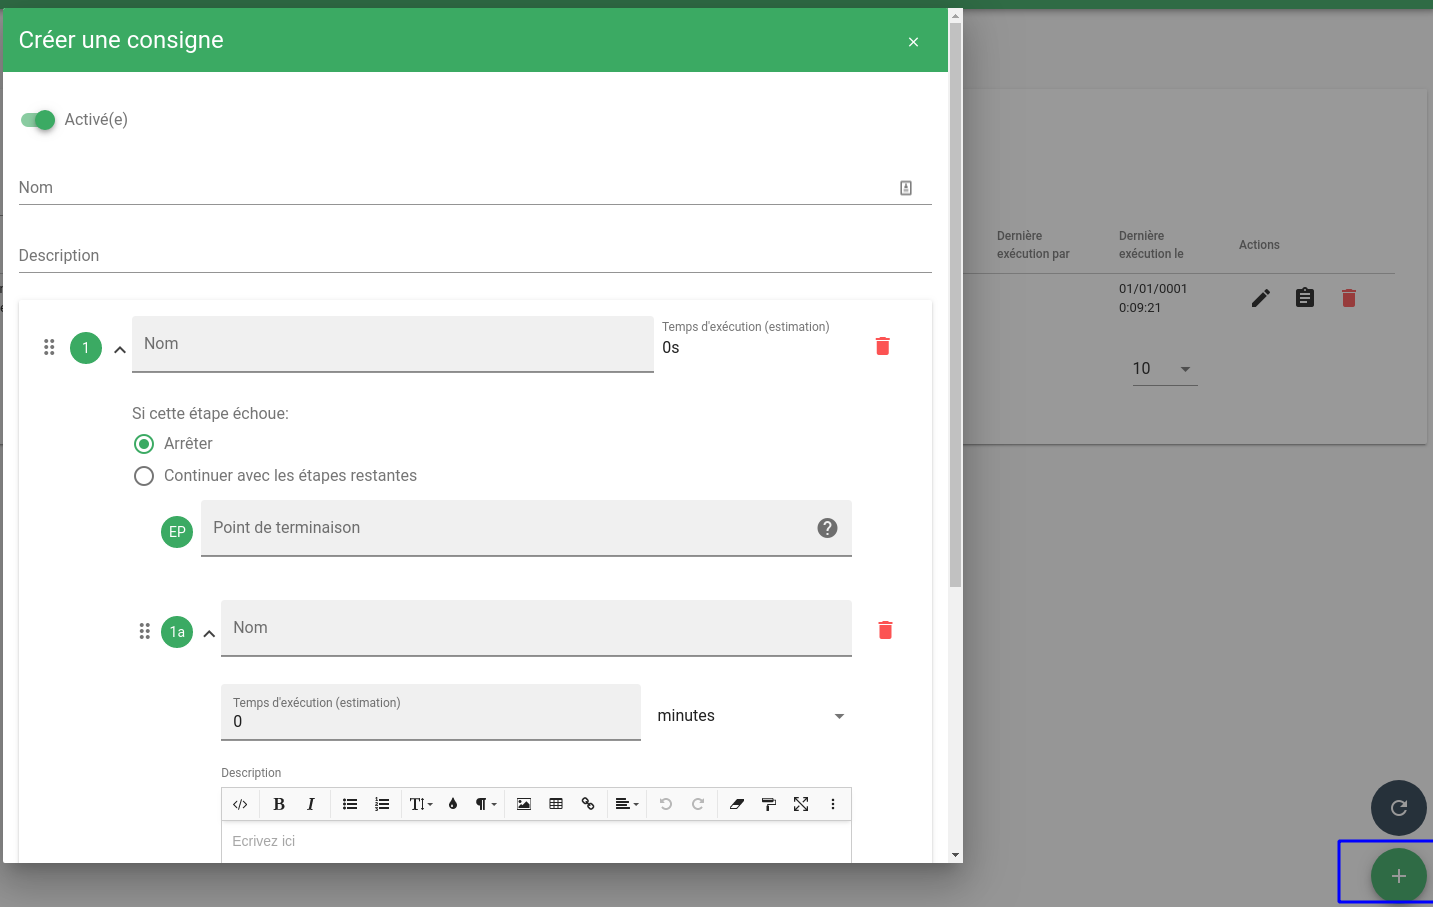 Créer une consigne
Activé(e)
Nom
Description
1
Nom
Temps d'exécution (estimation)
0s
Si cette étape échoue:
Arrêter
Continuer avec les étapes restantes
EP
Point de terminaison
1a
Nom
Temps d'exécution (estimation)
0
minutes
Description
B I
Ecrivez ici
Dernière
exécution par
Dernière
exécution le
Actions
01/01/0001
0:09:21
10